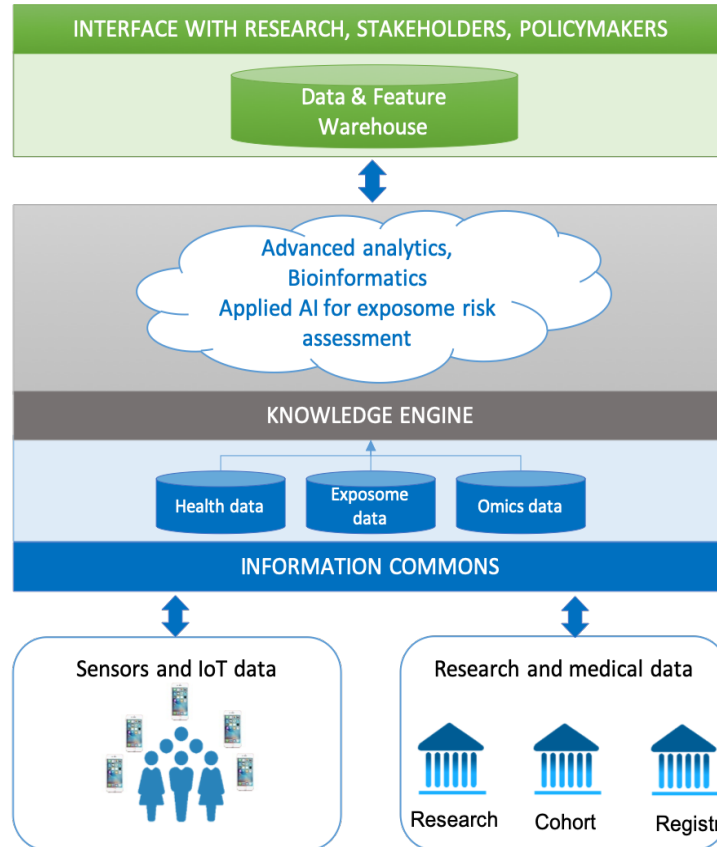 INTERFACE WITH RESEARCH, STAKEHOLDERS, POLICYMAKERS
Data & Feature
Warehouse
Advanced analytics,
Bioinformatics
Applied AI for exposome risk
assessment
KNOWLEDGE ENGINE
Health data
Exposome
data
Omics data
INFORMATION COMMONS
Sensors and IoT data
Research and medical data
Research
Cohort
Registr